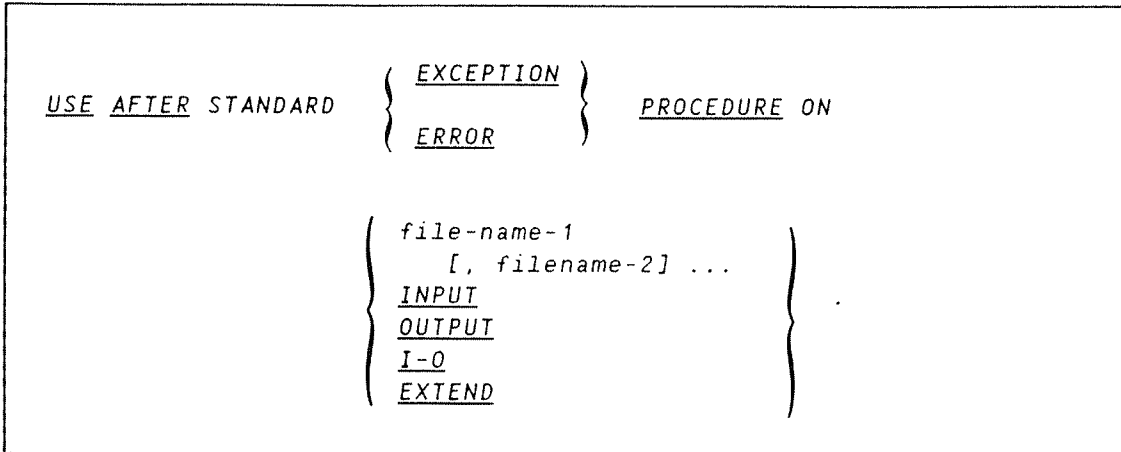 EXCEPTION
USE AFTER STANDARD PROCEDURE ON
ERROR
file-name-1
[, filename-2] ...
INPUT
OUTPUT .
I-O
EXTEND